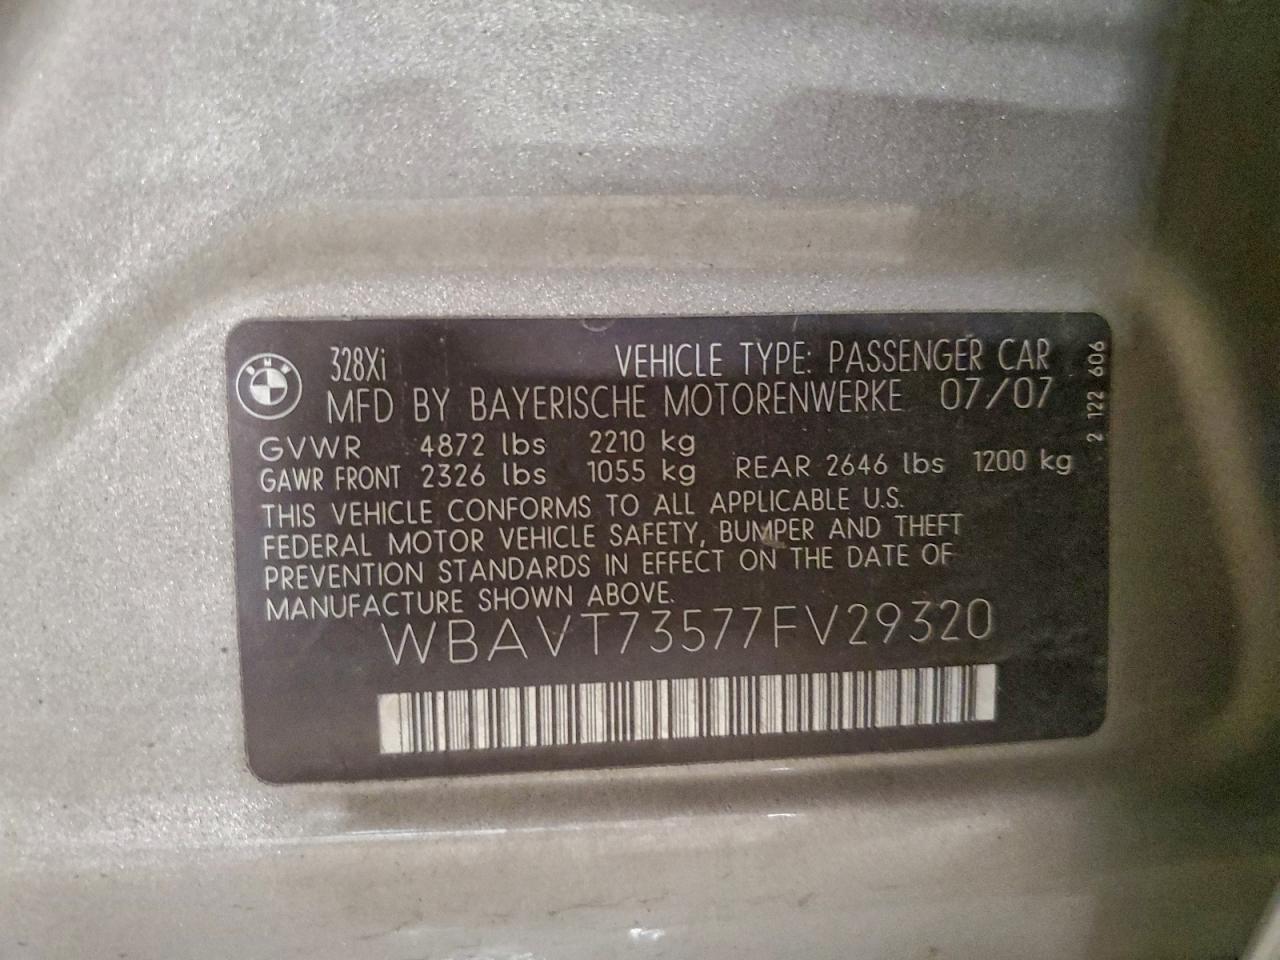 BMW
328Xi VEHICLE TYPE: PASSENGER CAR
MFD BY BAYERISCHE MOTORENWERKE 07/07
GVWR 4872 lbs 2210 kg
GAWR FRONT 2326 lbs 1055 kg REAR 2646 lbs 1200 kg
THIS VEHICLE CONFORMS TO ALL APPLICABLE U.S.
FEDERAL MOTOR VEHICLE SAFETY, BUMPER AND THEFT
PREVENTION STANDARDS IN EFFECT ON THE DATE OF
MANUFACTURE SHOWN ABOVE.
WBAVT73577FV29320
2 122 606